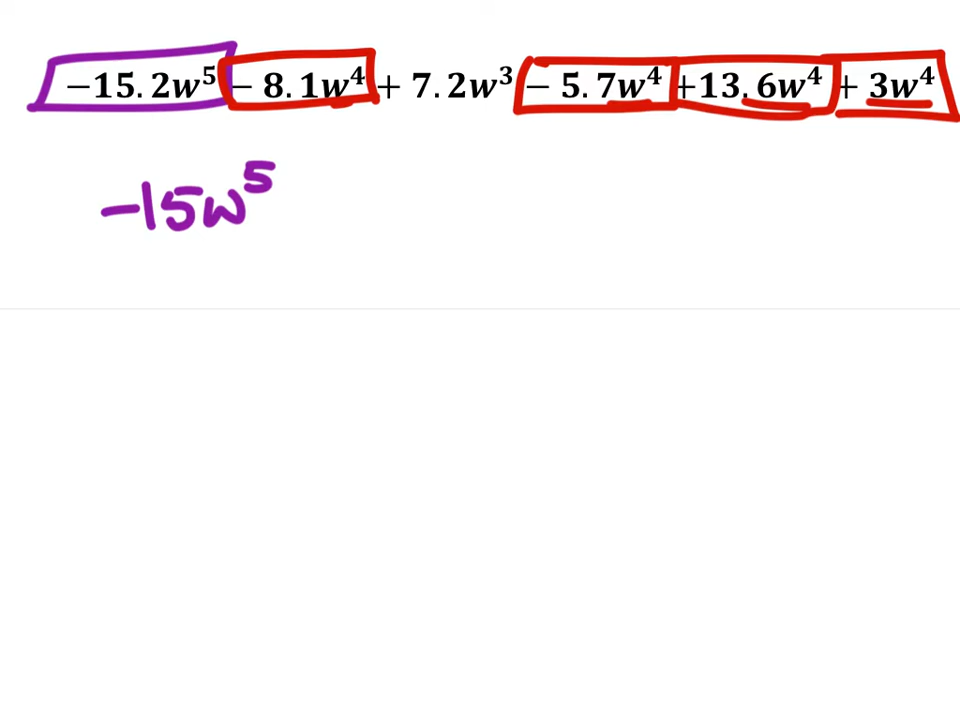 −15.2w⁵ − 8.1w⁴ + 7.2w³ − 5.7w⁴ +13.6w⁴ + 3w⁴
−15w⁵